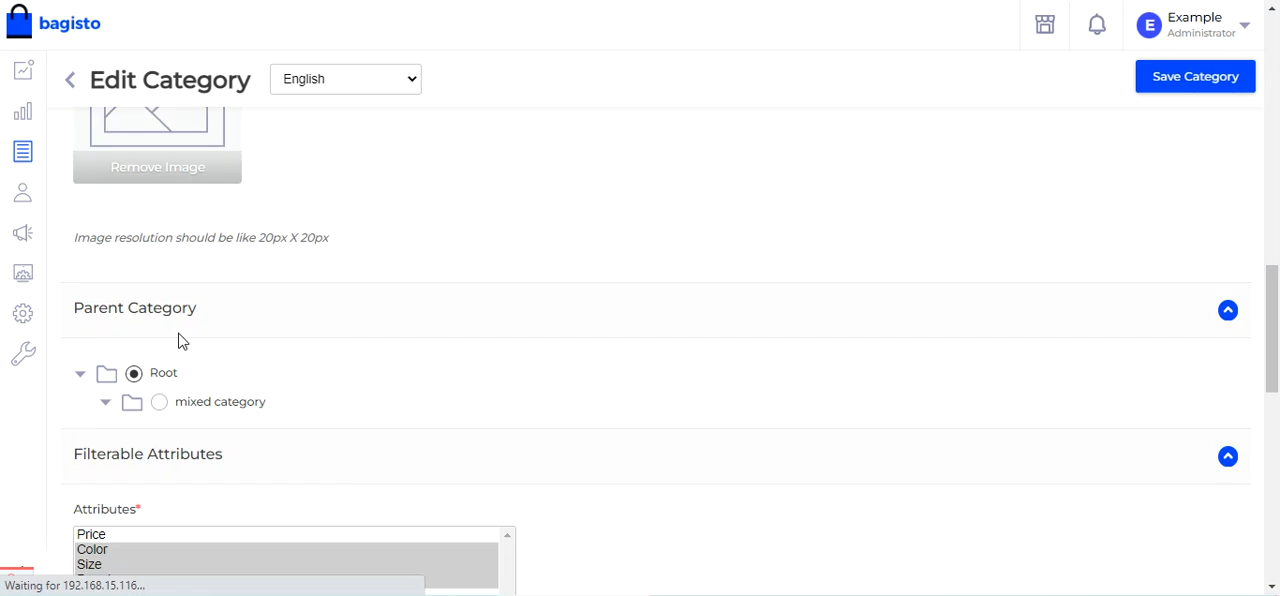 bagisto
E
Example
Administrator
Edit Category
English
Save Category
Remove Image
Image resolution should be like 20px X 20px
Parent Category
Root
mixed category
Filterable Attributes
Attributes*
Price
Color
Size
Waiting for 192.168.15.116...